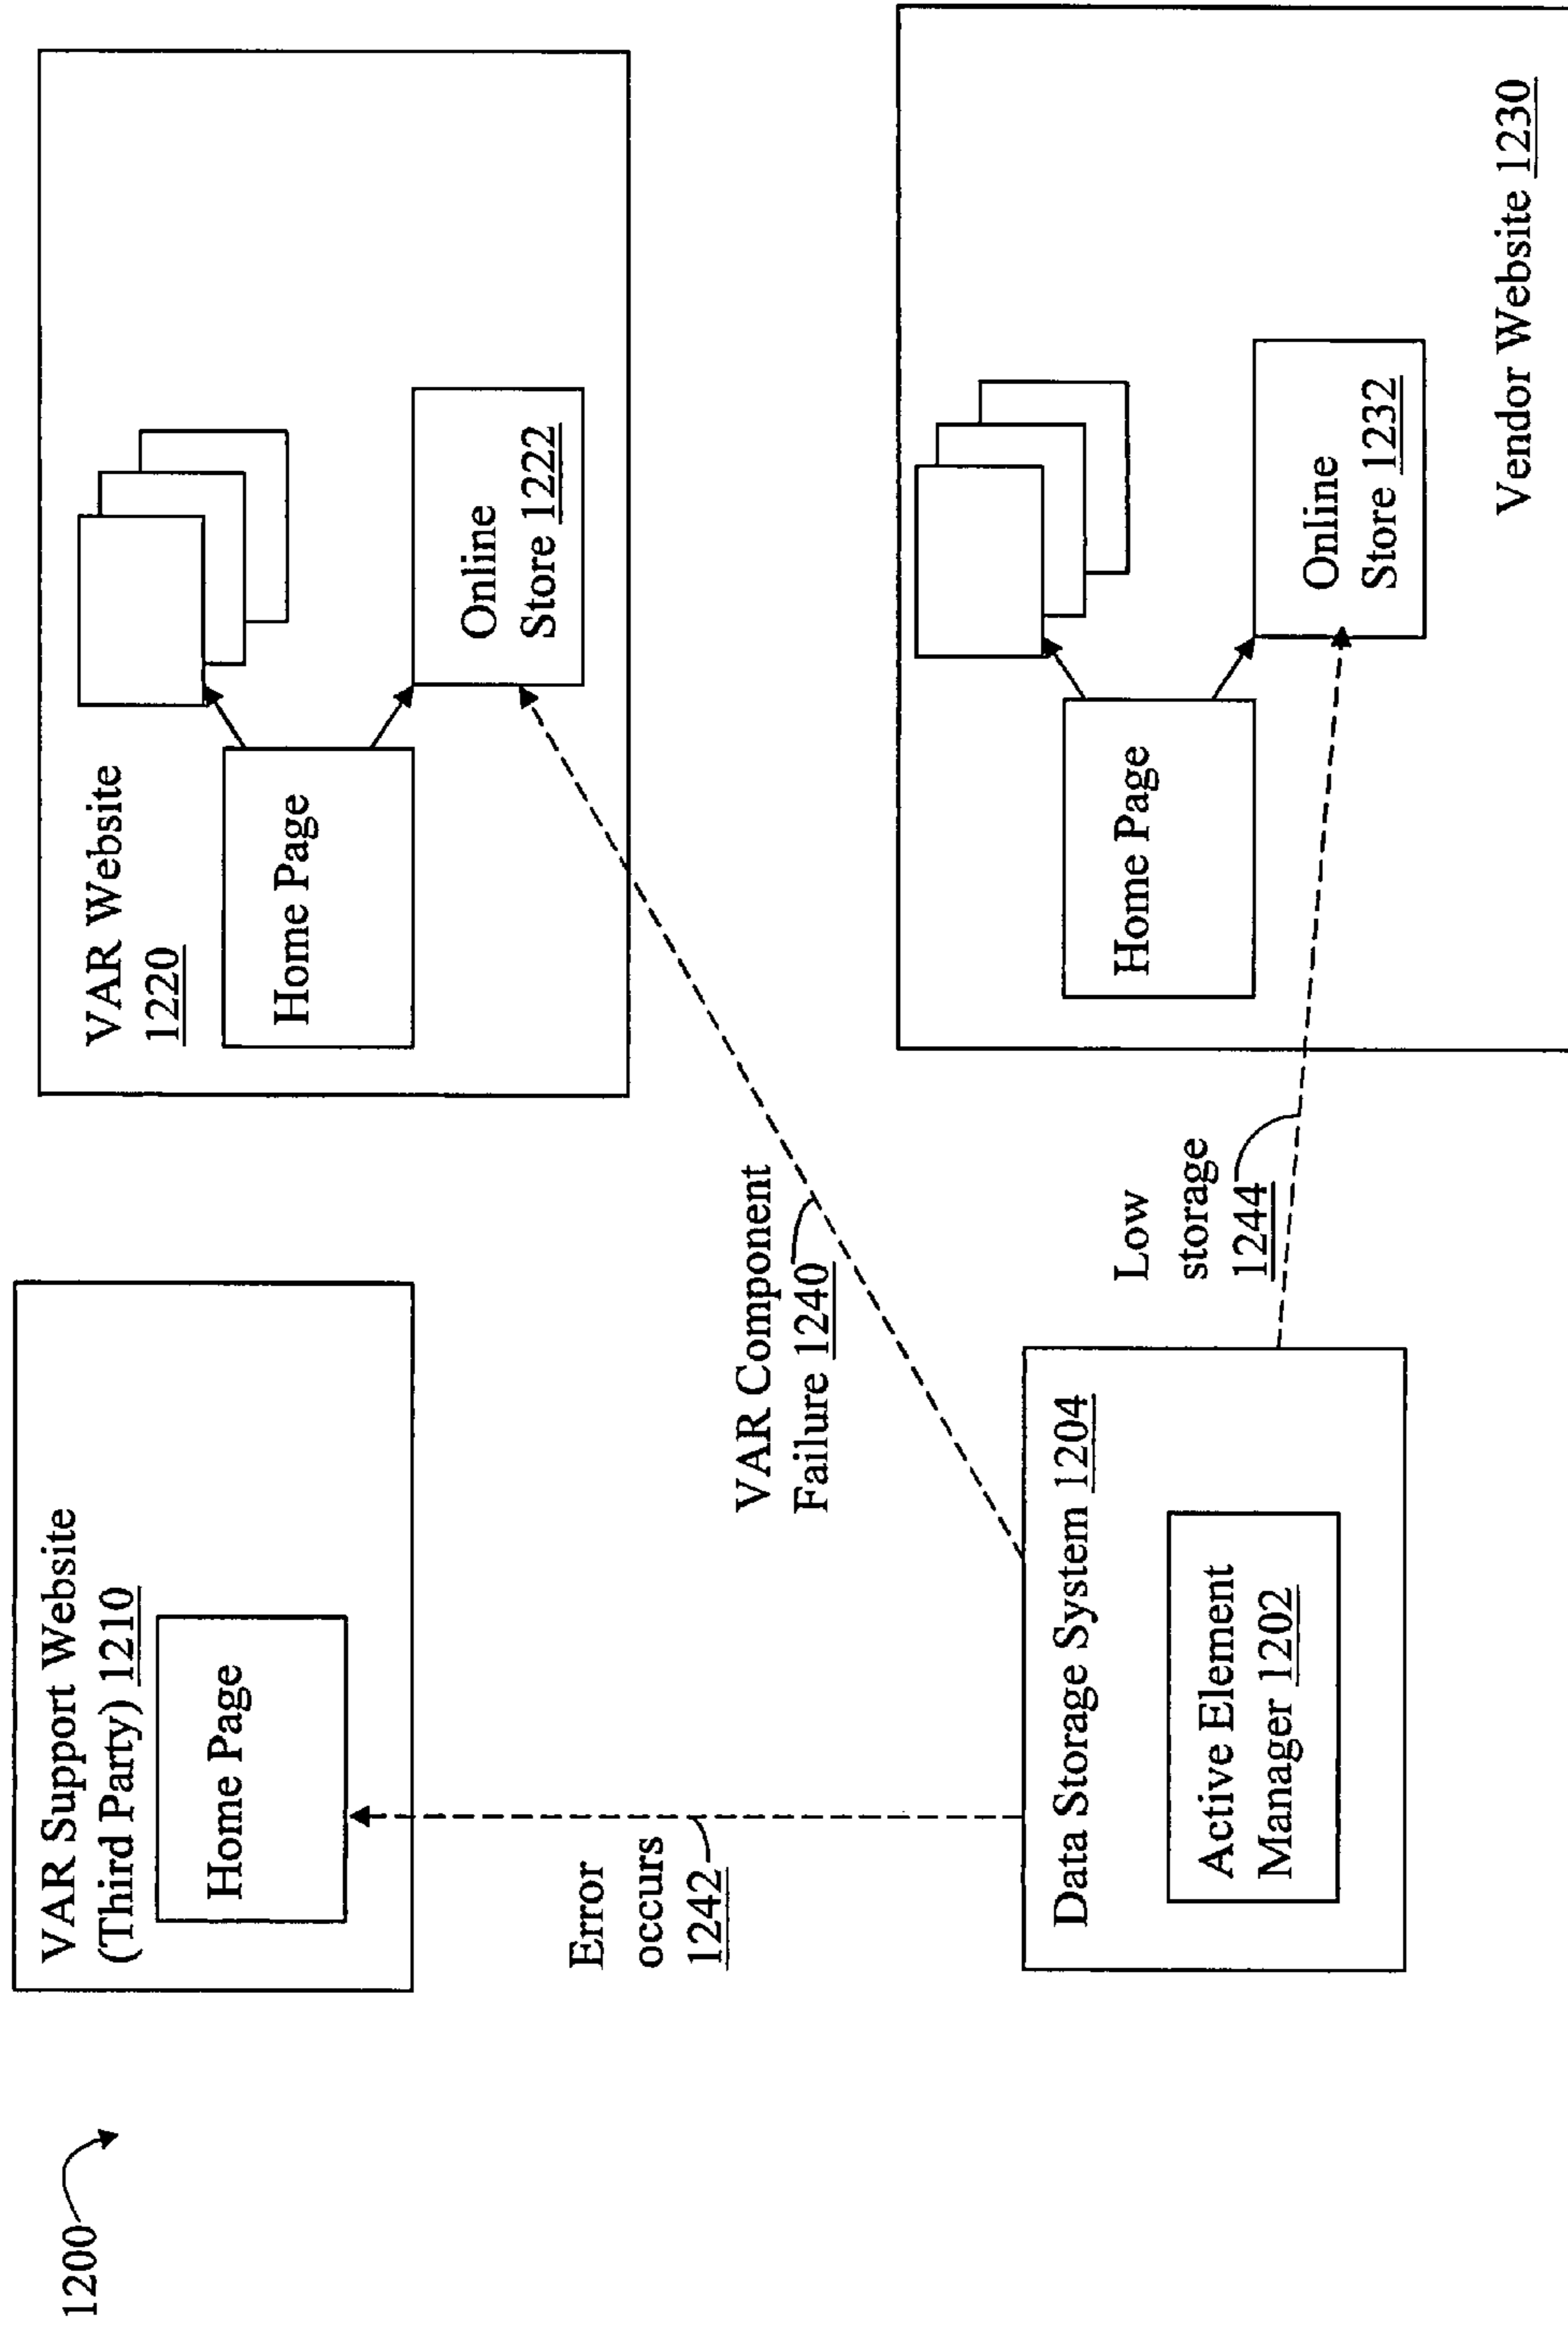 1200
VAR Support Website
(Third Party) 1210
Home Page
VAR Website
1220
Home Page
Online
Store 1222
Error
occurs
1242
VAR Component
Failure 1240
Data Storage System 1204
Active Element
Manager 1202
Low
storage
1244
Home Page
Online
Store 1232
Vendor Website 1230